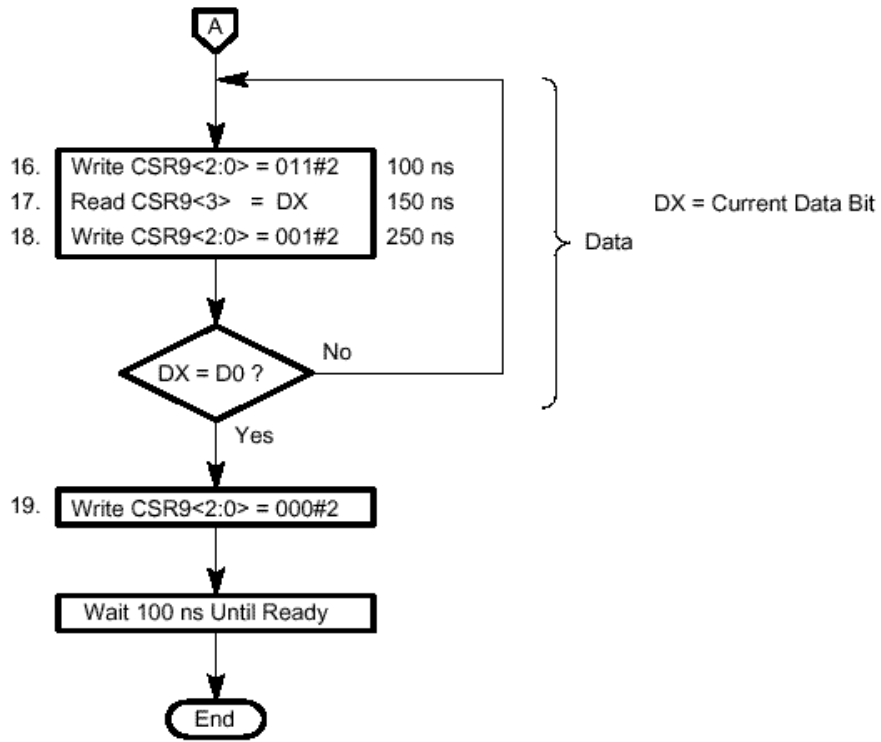 A
16. Write CSR9<2:0> = 011#2 100 ns
17. Read CSR9<3> = DX 150 ns
18. Write CSR9<2:0> = 001#2 250 ns
DX = Current Data Bit
Data
No
DX = D0 ?
Yes
19. Write CSR9<2:0> = 000#2
Wait 100 ns Until Ready
End